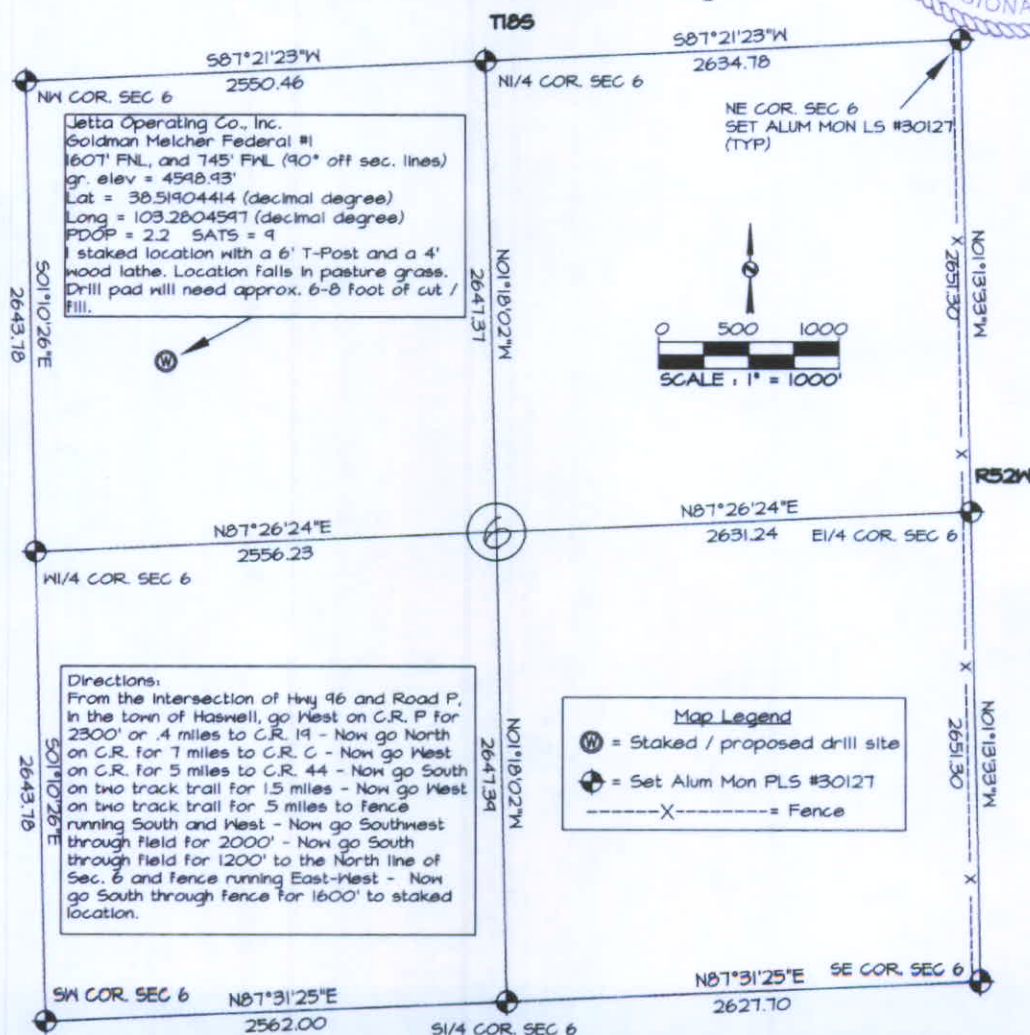 SIONA
T18S
S87°21'23"W
2550.46
S87°21'23"W
2634.78
NW COR. SEC 6
N1/4 COR. SEC 6
NE COR. SEC 6
SET ALUM MON LS #30127
(TYP)
Jetta Operating Co., Inc.
Goldman Melcher Federal #1
1607' FNL, and 745' FWL (90° off sec. lines)
gr. elev = 4598.93'
Lat = 38.51904414 (decimal degree)
Long = 103.2804597 (decimal degree)
PDOP = 2.2 SATS = 9
I staked location with a 6' T-Post and a 4'
wood lathe. Location falls in pasture grass.
Drill pad will need approx. 6-8 foot of cut /
fill.
S01°10'26"E
2643.78
W
N01°18'02"W
2647.37
N
0 500 1000
SCALE : 1" = 1000'
X
N01°13'33"W
2651.30
X
R52W
N87°26'24"E
2556.23
6
N87°26'24"E
2631.24
E1/4 COR. SEC 6
W1/4 COR. SEC 6
Directions:
From the intersection of Hwy 96 and Road P,
in the town of Haswell, go West on C.R. P for
2300' or .4 miles to C.R. 19 - Now go North
on C.R. for 7 miles to C.R. C - Now go West
on C.R. for 5 miles to C.R. 44 - Now go South
on two track trail for 1.5 miles - Now go West
on two track trail for .5 miles to fence
running South and West - Now go Southwest
through field for 2000' - Now go South
through field for 1200' to the North line of
Sec. 6 and fence running East-West - Now
go South through fence for 1600' to staked
location.
S01°10'26"E
2643.78
N01°18'02"W
2647.34
Map Legend
W = Staked / proposed drill site
= Set Alum Mon PLS #30127
------X--------- = Fence
X
N01°13'33"W
2651.30
X
SW COR. SEC 6
N87°31'25"E
2562.00
S1/4 COR. SEC 6
N87°31'25"E
2627.70
SE COR. SEC 6